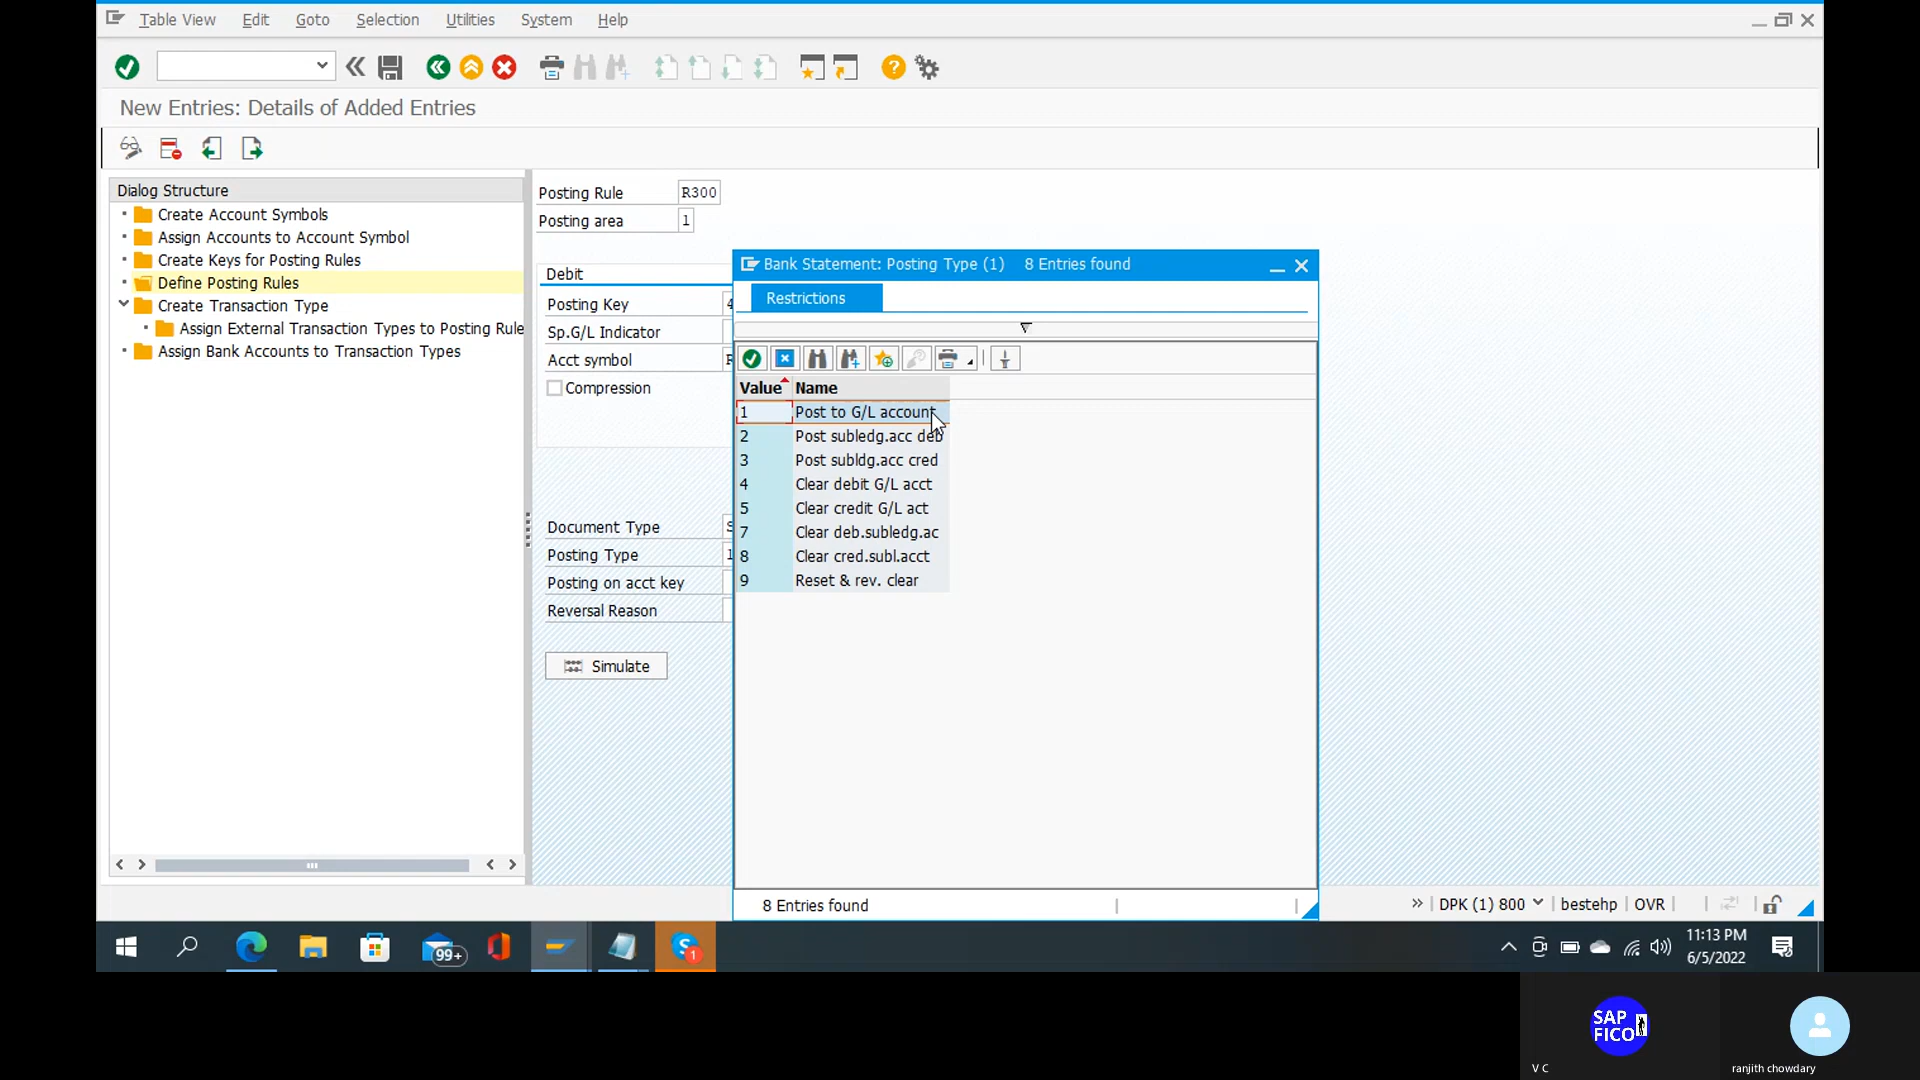 Table View Edit Goto Selection Utilities System Help
New Entries: Details of Added Entries
Dialog Structure
Create Account Symbols
Assign Accounts to Account Symbol
Create Keys for Posting Rules
Define Posting Rules
Create Transaction Type
Assign External Transaction Types to Posting Rule
Assign Bank Accounts to Transaction Types
Posting Rule R300
Posting area 1
Debit
Posting Key 4
Sp.G/L Indicator
Acct symbol
Compression
Document Type
Posting Type 1
Posting on acct key
Reversal Reason
Simulate
Bank Statement: Posting Type (1) 8 Entries found
Restrictions
Value Name
1 Post to G/L account
2 Post subledg.acc deb
3 Post subldg.acc cred
4 Clear debit G/L acct
5 Clear credit G/L act
7 Clear deb.subledg.ac
8 Clear cred.subl.acct
9 Reset & rev. clear
8 Entries found
DPK (1) 800 bestehp OVR
99+
S
1
11:13 PM
6/5/2022
SAP
FICO
V C
ranjith chowdary